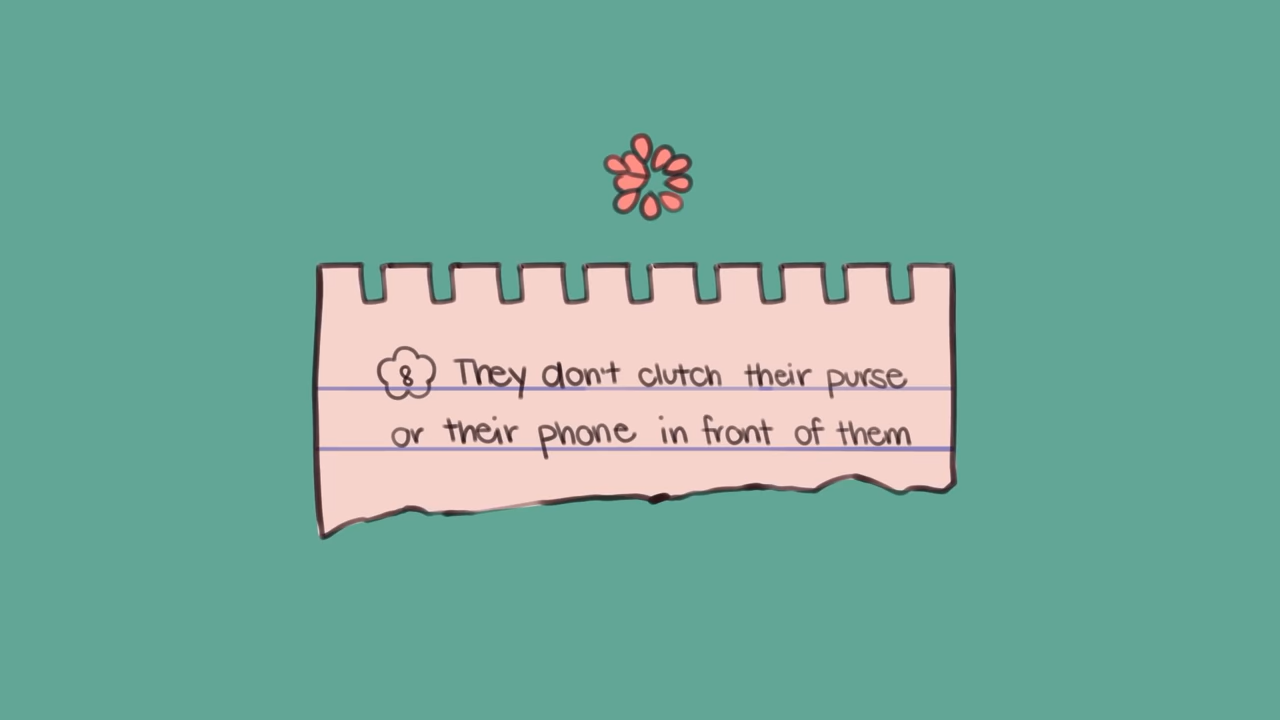 8 They don't clutch their purse
or their phone in front of them